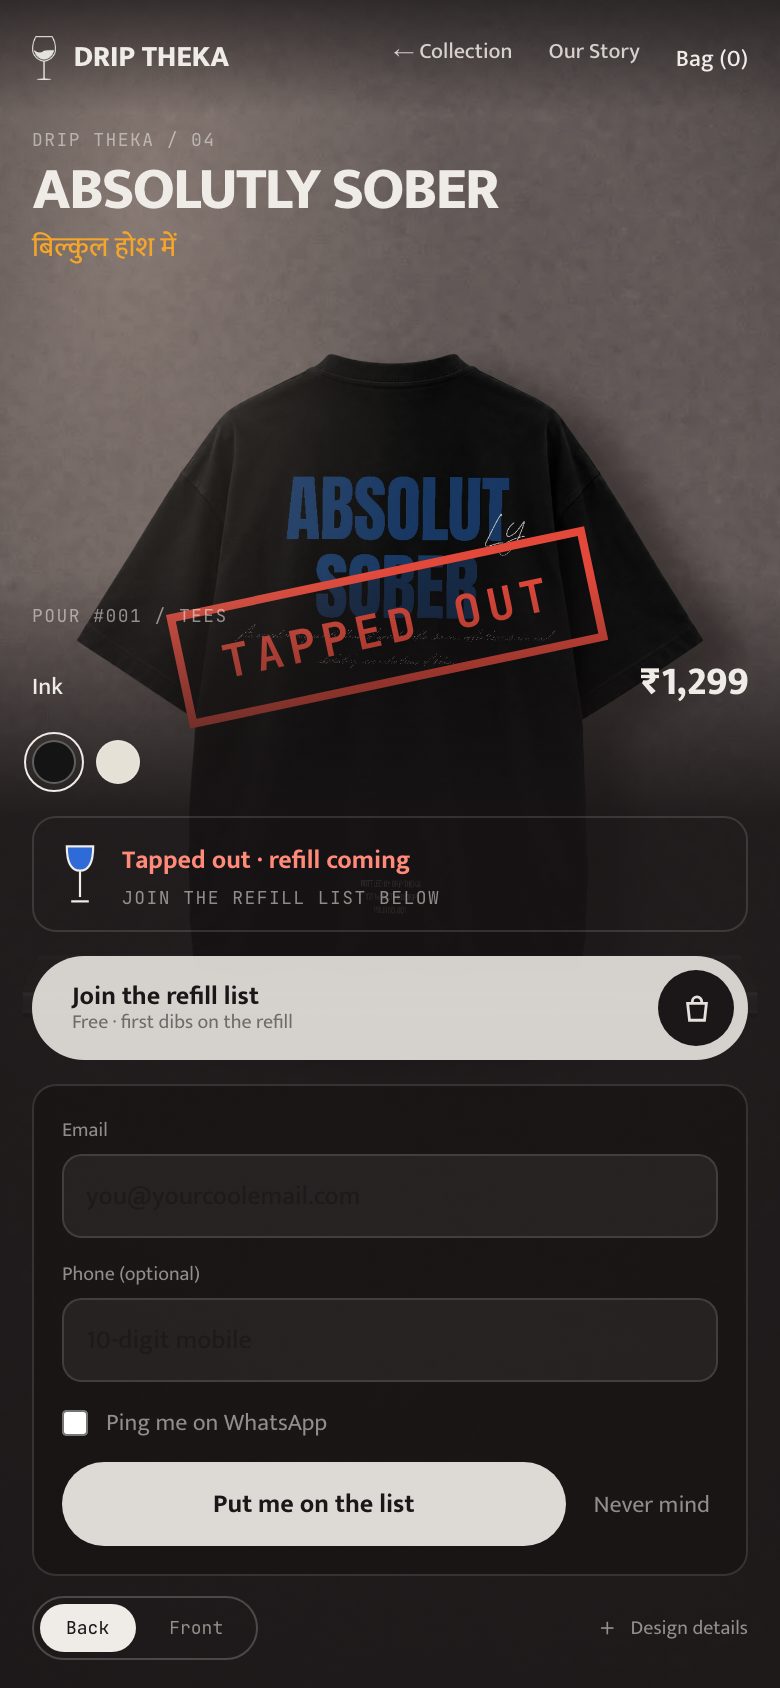 DRIP THEKA
← Collection
Our Story
Bag (0)
DRIP THEKA / 04
ABSOLUTLY SOBER
बिल्कुल होश में
ABSOLUT
Ly
SOBER
TAPPED OUT
POUR #001 / TEES
Ink
₹1,299
Tapped out · refill coming
JOIN THE REFILL LIST BELOW
Join the refill list
Free · first dibs on the refill
Email
you@yourcoolemail.com
Phone (optional)
10-digit mobile
Ping me on WhatsApp
Put me on the list
Never mind
Back
Front
+ Design details